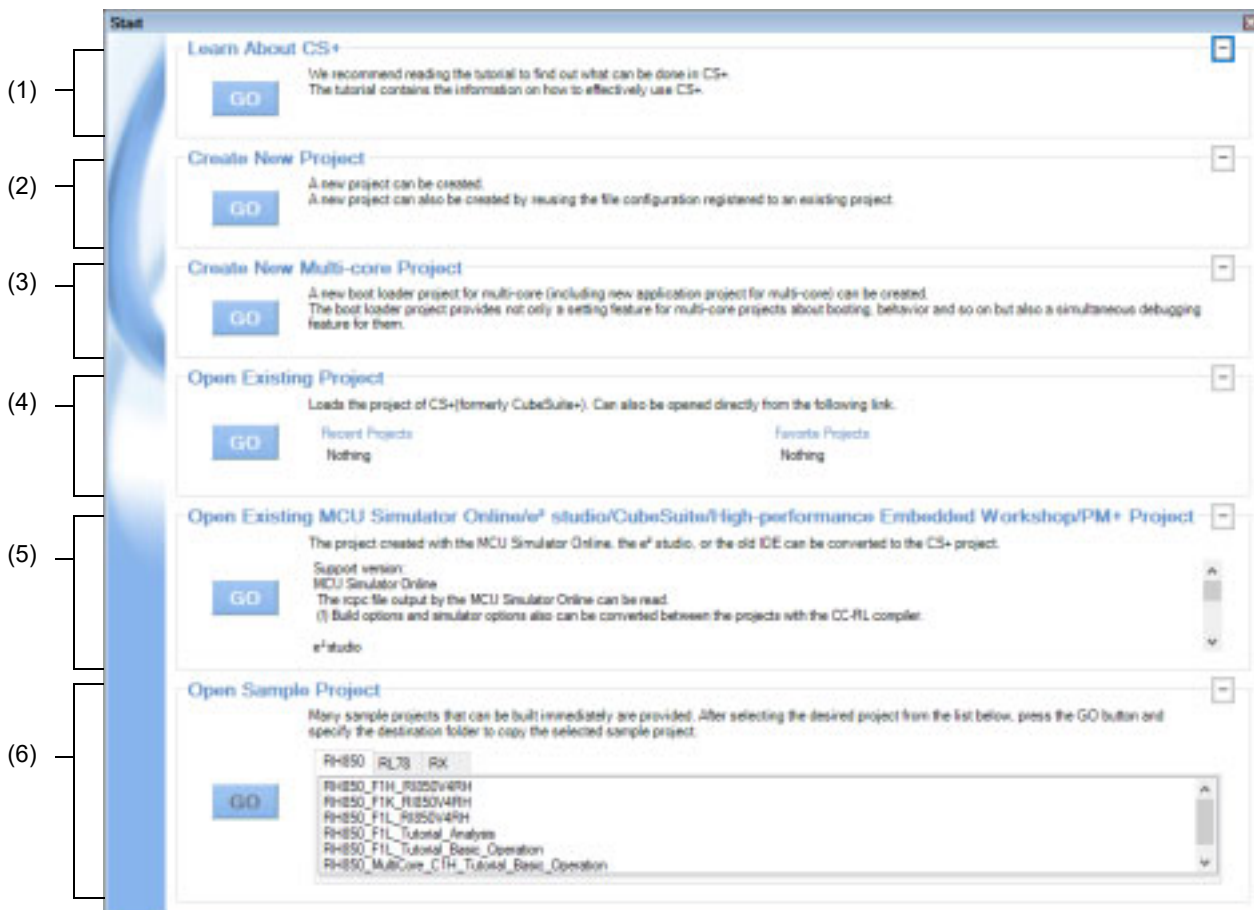 Start
(1)
Learn About CS+
GO
We recommend reading the tutorial to find out what can be done in CS+.
The tutorial contains the information on how to effectively use CS+.
(2)
Create New Project
GO
A new project can be created.
A new project can also be created by reusing the file configuration registered to an existing project.
(3)
Create New Multi-core Project
GO
A new boot loader project for multi-core (including new application project for multi-core) can be created.
The boot loader project provides not only a setting feature for multi-core projects about booting, behavior and so on but also a simultaneous debugging
feature for them.
(4)
Open Existing Project
GO
Loads the project of CS+(formerly CubeSuite+). Can also be opened directly from the following link.
Recent Projects
Nothing
Favorite Projects
Nothing
(5)
Open Existing MCU Simulator Online/e² studio/CubeSuite/High-performance Embedded Workshop/PM+ Project
GO
The project created with the MCU Simulator Online, the e² studio, or the old IDE can be converted to the CS+ project.
Support version:
MCU Simulator Online
The rcpc file output by the MCU Simulator Online can be read.
(!) Build options and simulator options also can be converted between the projects with the CC-RL compiler.
e² studio
(6)
Open Sample Project
GO
Many sample projects that can be built immediately are provided. After selecting the desired project from the list below, press the GO button and
specify the destination folder to copy the selected sample project.
RH850 RL78 RX
RH850_F1H_RI850V4RH
RH850_F1K_RI850V4RH
RH850_F1L_RI850V4RH
RH850_F1L_Tutorial_Analysis
RH850_F1L_Tutorial_Basic_Operation
RH850_MultiCore_C1H_Tutorial_Basic_Operation